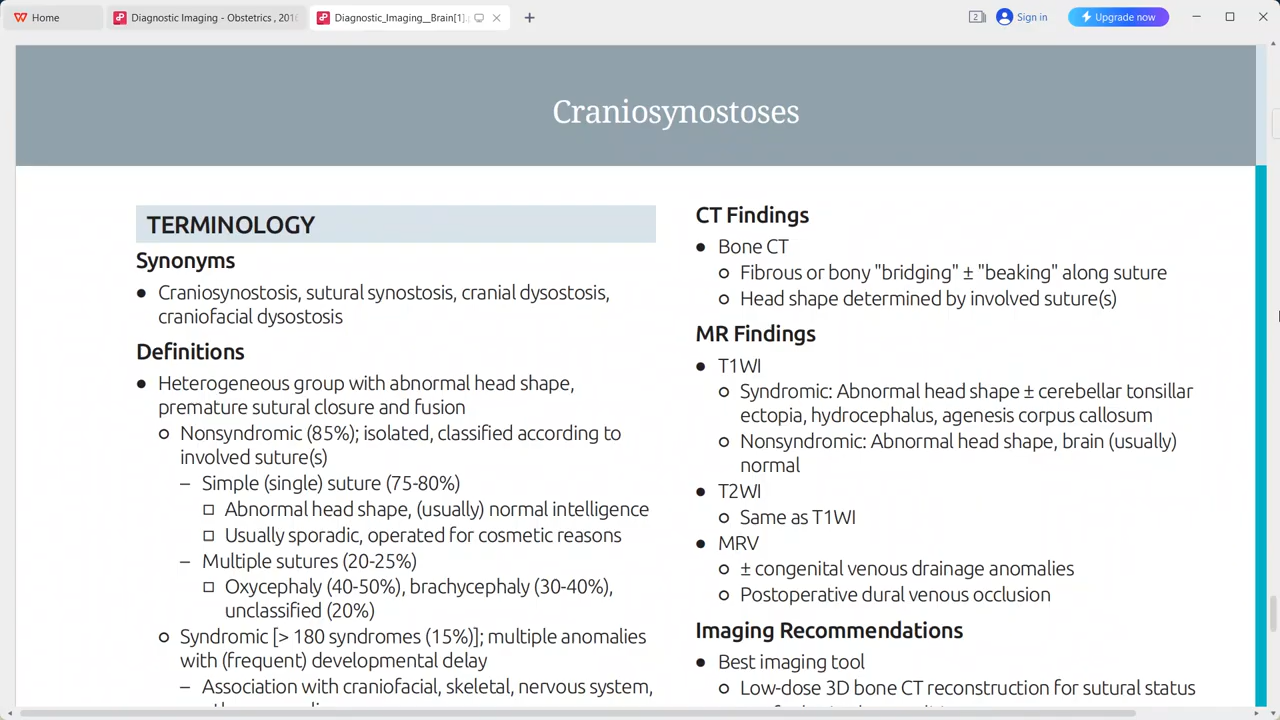 Home
Diagnostic Imaging - Obstetrics , 2016
Diagnostic_Imaging__Brain[1].
2
Sign in
Upgrade now
Craniosynostoses
TERMINOLOGY
Synonyms
● Craniosynostosis, sutural synostosis, cranial dysostosis,
craniofacial dysostosis
Definitions
● Heterogeneous group with abnormal head shape,
premature sutural closure and fusion
○ Nonsyndromic (85%); isolated, classified according to
involved suture(s)
– Simple (single) suture (75-80%)
□ Abnormal head shape, (usually) normal intelligence
□ Usually sporadic, operated for cosmetic reasons
– Multiple sutures (20-25%)
□ Oxycephaly (40-50%), brachycephaly (30-40%),
unclassified (20%)
○ Syndromic [> 180 syndromes (15%)]; multiple anomalies
with (frequent) developmental delay
– Association with craniofacial, skeletal, nervous system,
CT Findings
● Bone CT
○ Fibrous or bony "bridging" ± "beaking" along suture
○ Head shape determined by involved suture(s)
MR Findings
● T1WI
○ Syndromic: Abnormal head shape ± cerebellar tonsillar
ectopia, hydrocephalus, agenesis corpus callosum
○ Nonsyndromic: Abnormal head shape, brain (usually)
normal
● T2WI
○ Same as T1WI
● MRV
○ ± congenital venous drainage anomalies
○ Postoperative dural venous occlusion
Imaging Recommendations
● Best imaging tool
○ Low-dose 3D bone CT reconstruction for sutural status